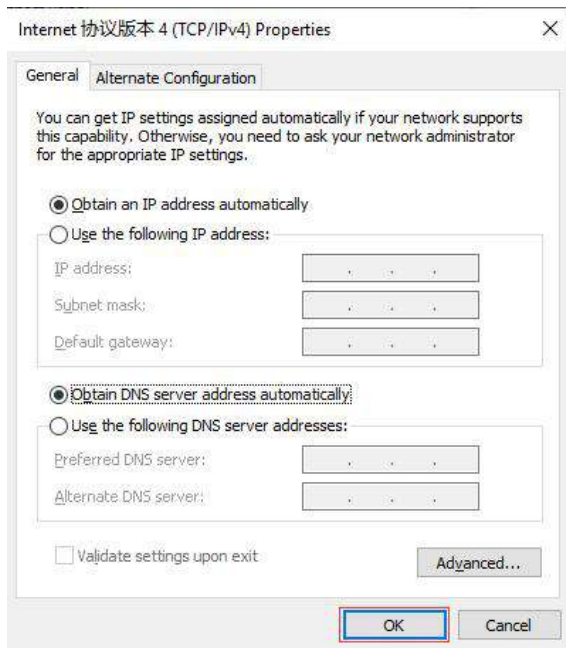 Internet 协议版本 4 (TCP/IPv4) Properties
General
Alternate Configuration
You can get IP settings assigned automatically if your network supports
this capability. Otherwise, you need to ask your network administrator
for the appropriate IP settings.
Obtain an IP address automatically
Use the following IP address:
IP address:
Subnet mask:
Default gateway:
Obtain DNS server address automatically
Use the following DNS server addresses:
Preferred DNS server:
Alternate DNS server:
Validate settings upon exit
Advanced...
OK
Cancel